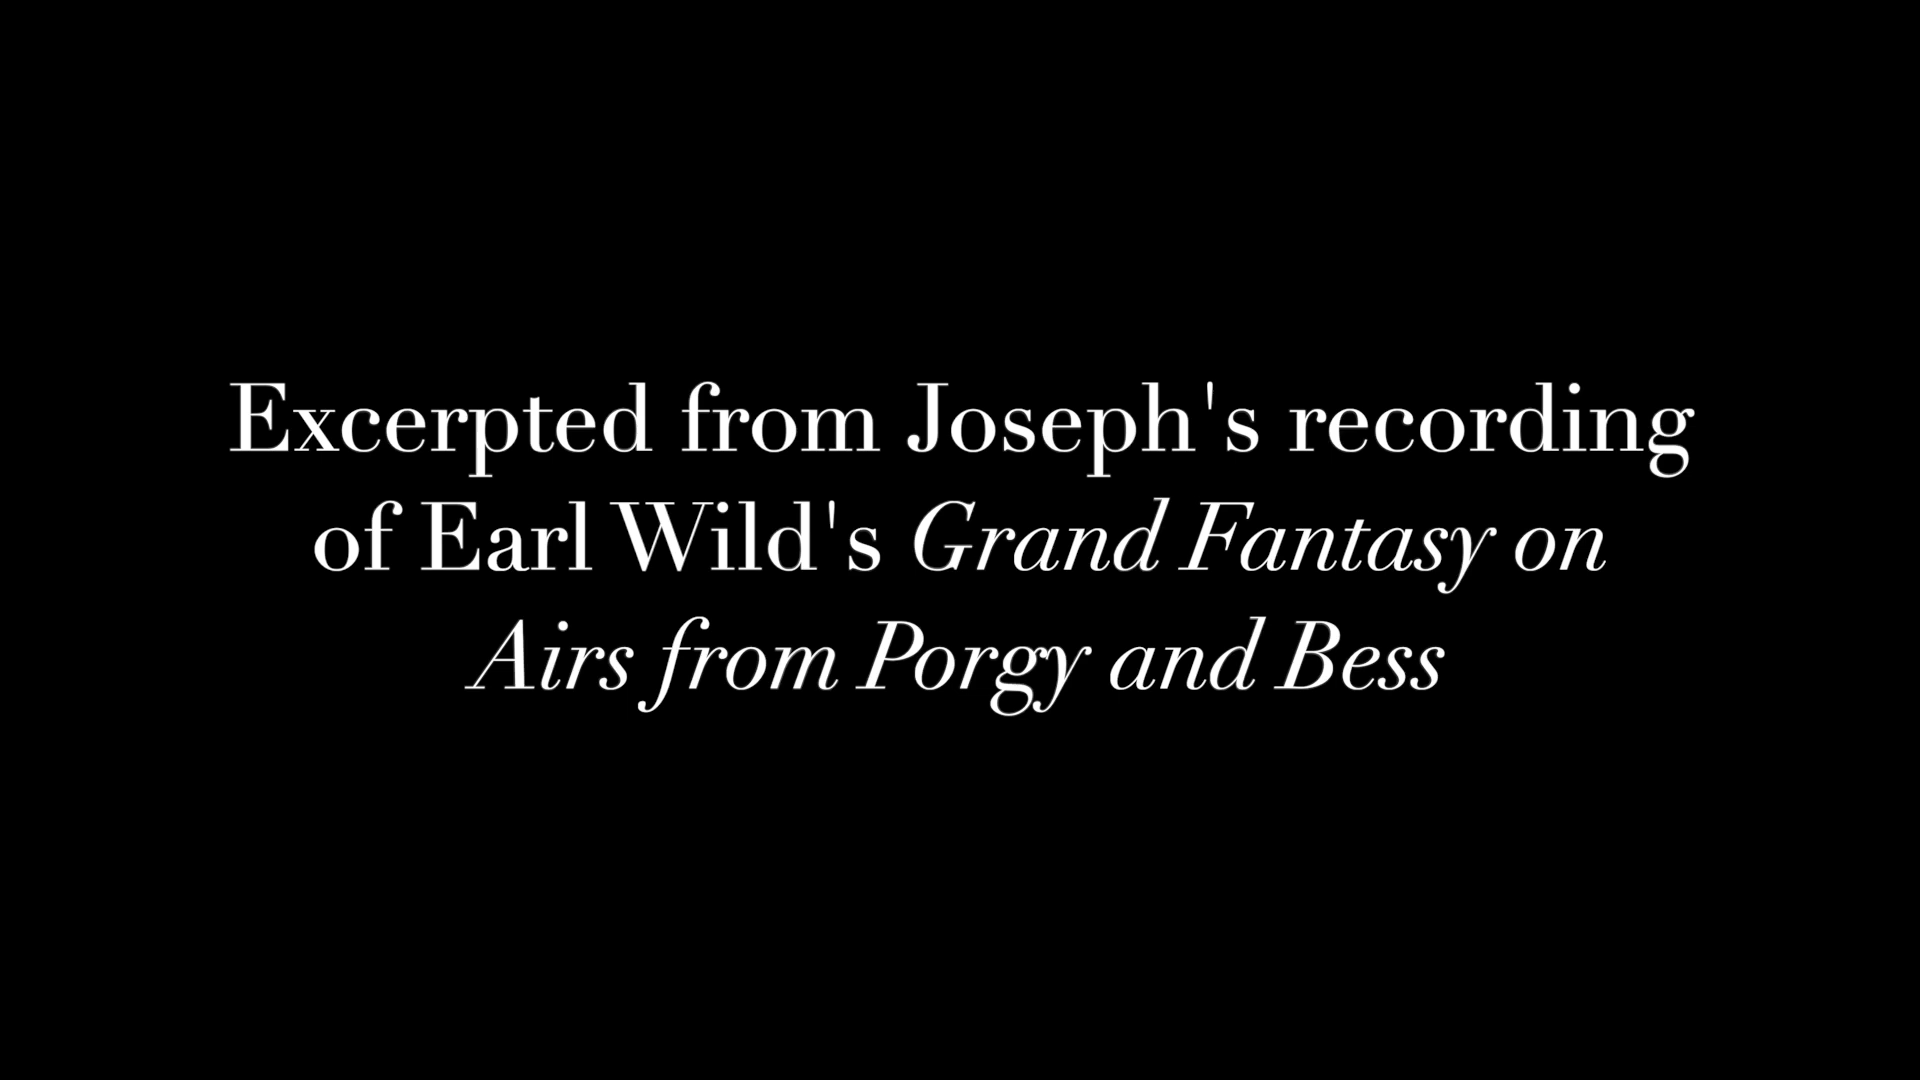 Excerpted from Joseph's recording
of Earl Wild's Grand Fantasy on
Airs from Porgy and Bess